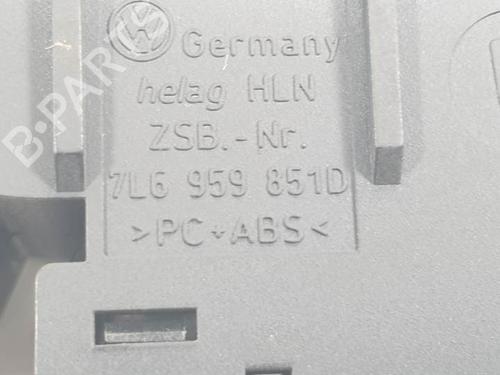 Germany
helag HLN
ZSB.-Nr.
7L6 959 851D
>PC+ABS<
B-PARTS